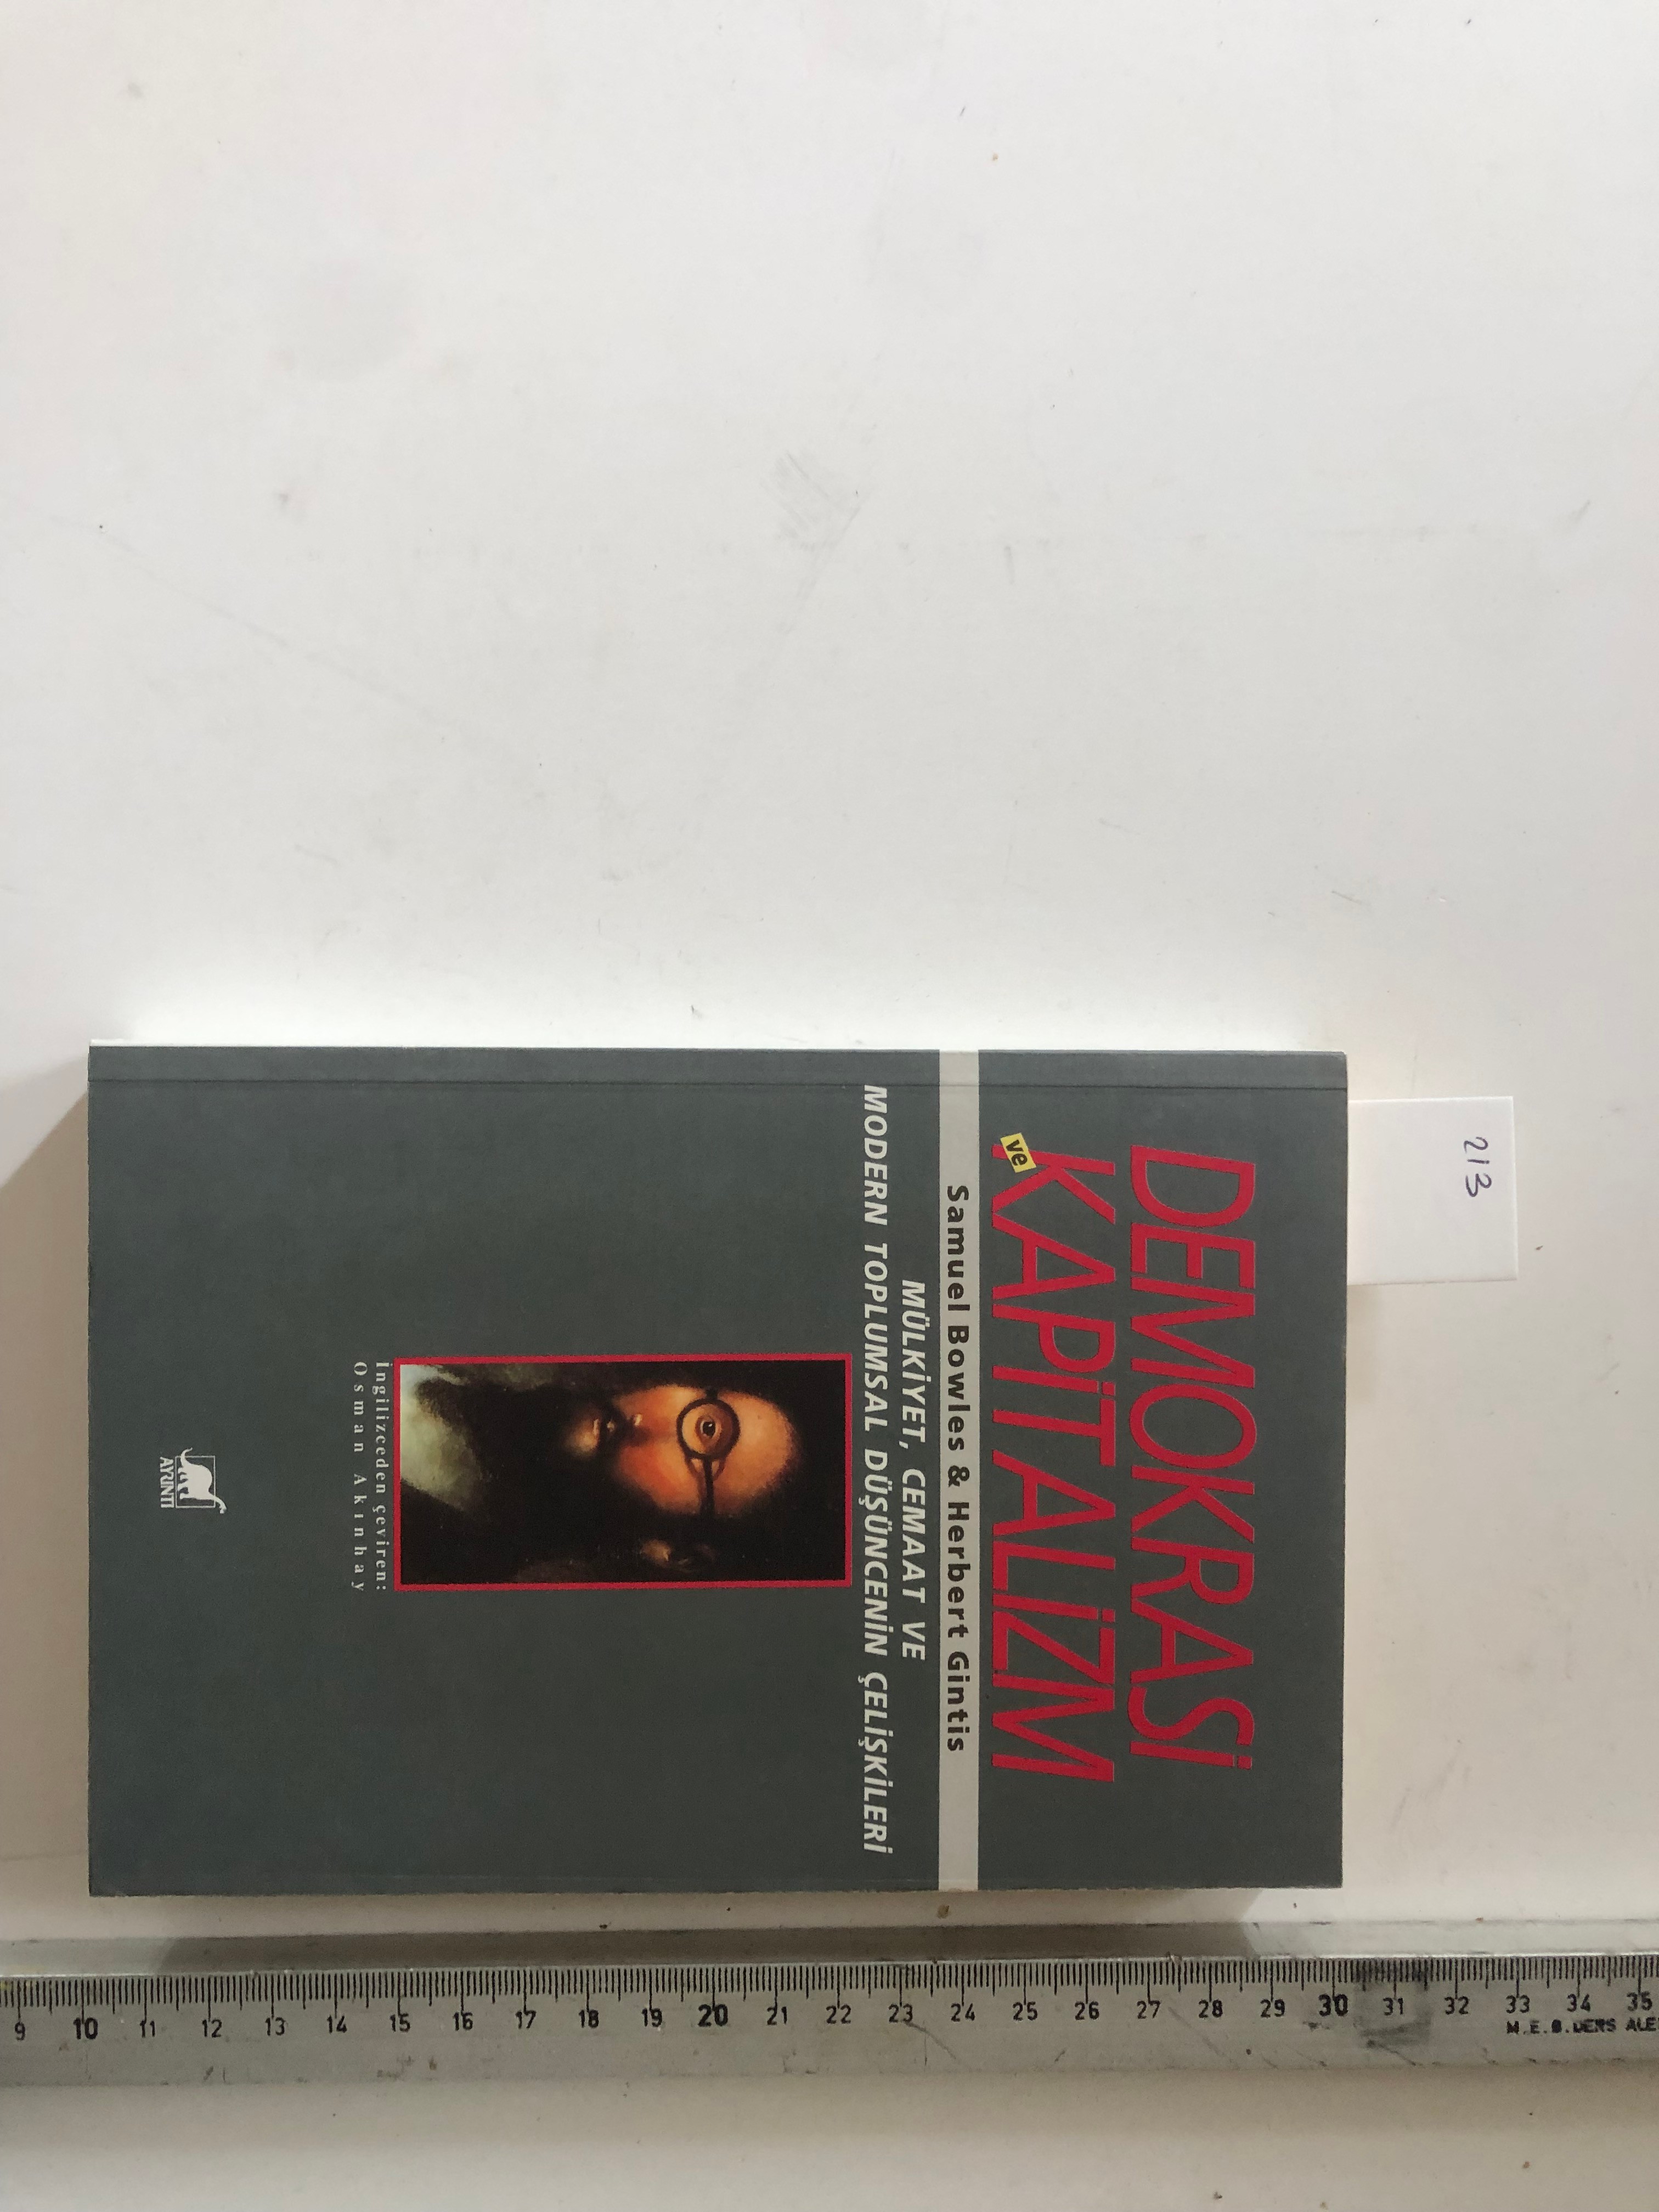 213
DEMOKRASİ
ve
KAPİTALİZM
Samuel Bowles & Herbert Gintis
MÜLKİYET, CEMAAT VE
MODERN TOPLUMSAL DÜŞÜNCENİN ÇELİŞKİLERİ
İngilizceden çeviren:
Osman Akınhay
AYRINTI
9 10 11 12 13 14 15 16 17 18 19 20 21 22 23 24 25 26 27 28 29 30 31 32 33 34 35
M.E.B. DERS ALE